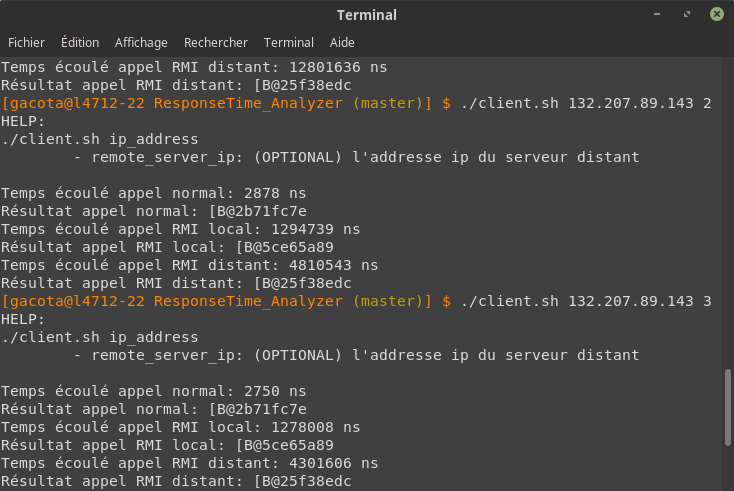 Terminal
Fichier Édition Affichage Rechercher Terminal Aide
Temps écoulé appel RMI distant: 12801636 ns
Résultat appel RMI distant: [B@25f38edc
[gacota@l4712-22 ResponseTime_Analyzer (master)] $ ./client.sh 132.207.89.143 2
HELP:
./client.sh ip_address
- remote_server_ip: (OPTIONAL) l'addresse ip du serveur distant
Temps écoulé appel normal: 2878 ns
Résultat appel normal: [B@2b71fc7e
Temps écoulé appel RMI local: 1294739 ns
Résultat appel RMI local: [B@5ce65a89
Temps écoulé appel RMI distant: 4810543 ns
Résultat appel RMI distant: [B@25f38edc
[gacota@l4712-22 ResponseTime_Analyzer (master)] $ ./client.sh 132.207.89.143 3
HELP:
./client.sh ip_address
- remote_server_ip: (OPTIONAL) l'addresse ip du serveur distant
Temps écoulé appel normal: 2750 ns
Résultat appel normal: [B@2b71fc7e
Temps écoulé appel RMI local: 1278008 ns
Résultat appel RMI local: [B@5ce65a89
Temps écoulé appel RMI distant: 4301606 ns
Résultat appel RMI distant: [B@25f38edc